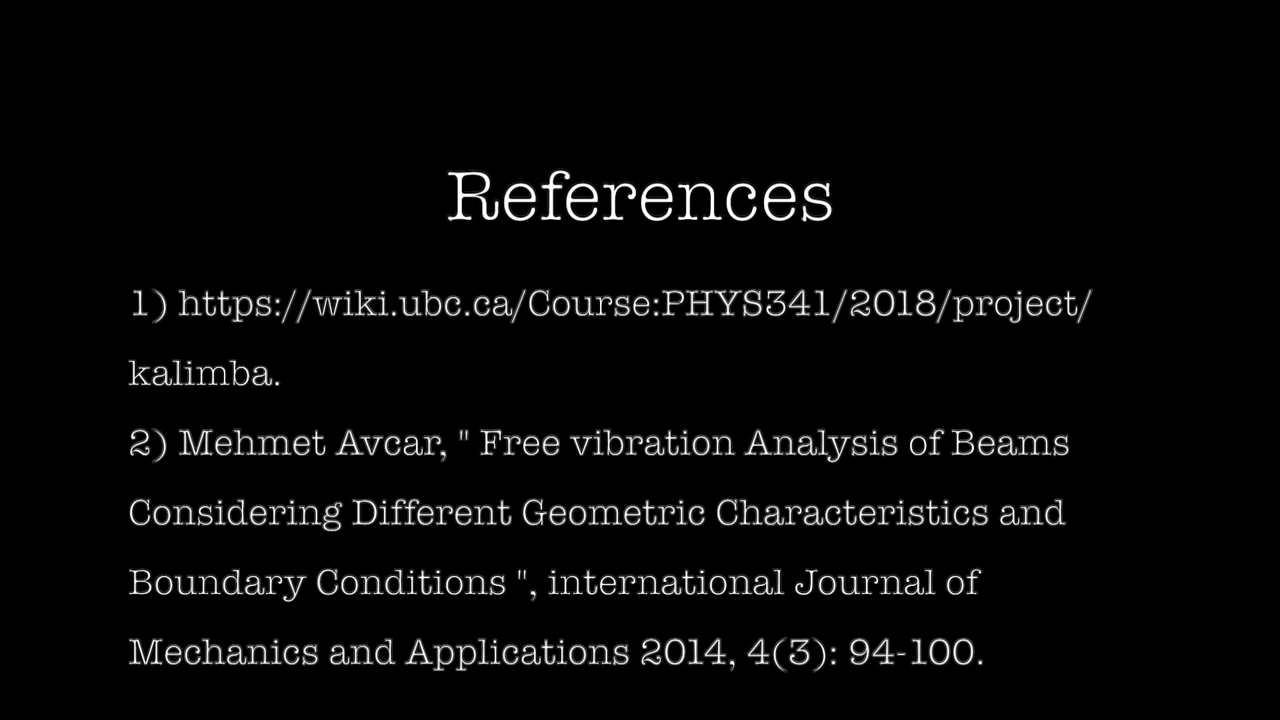 References
1) https://wiki.ubc.ca/Course:PHYS341/2018/project/
kalimba.
2) Mehmet Avcar, " Free vibration Analysis of Beams
Considering Different Geometric Characteristics and
Boundary Conditions ", international Journal of
Mechanics and Applications 2014, 4(3): 94-100.